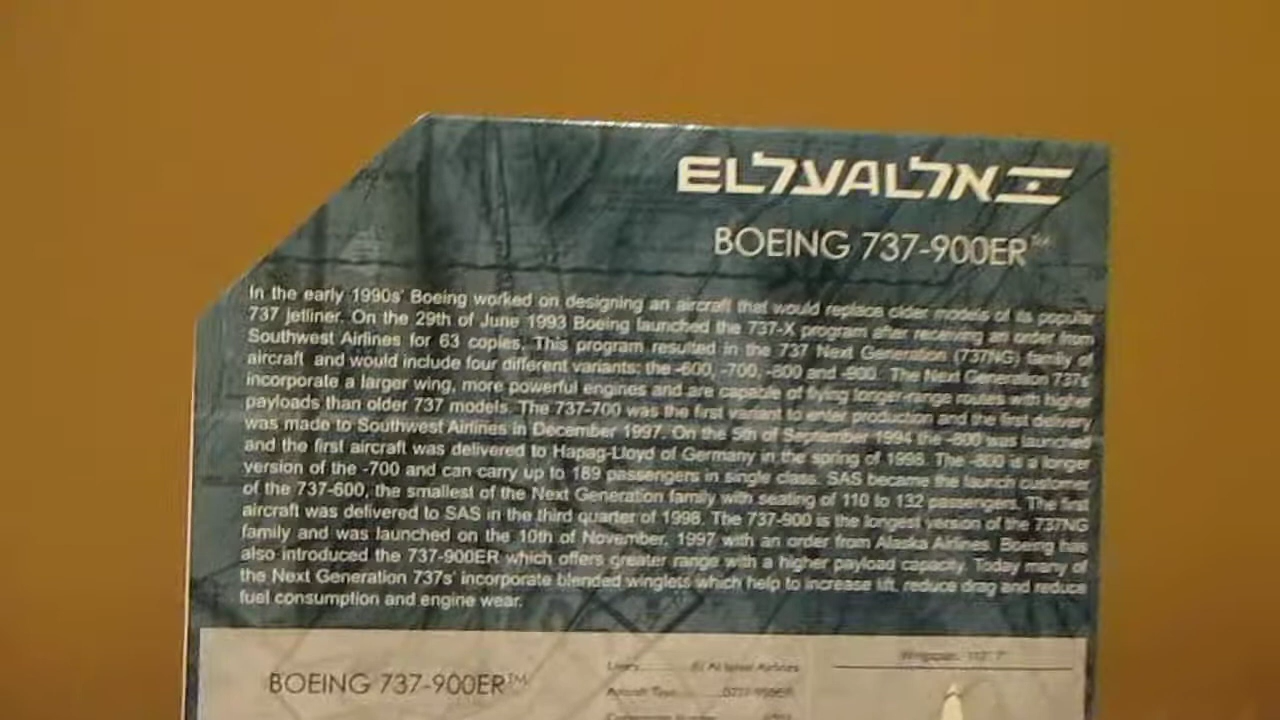 ELעלVALאל
BOEING 737-900ER™
In the early 1990s' Boeing worked on designing an aircraft that would replace older models of its popular
737 jetliner. On the 29th of June 1993 Boeing launched the 737-X program after receiving an order from
Southwest Airlines for 63 copies. This program resulted in the 737 Next Generation (737NG) family of
aircraft and would include four different variants: the -600, -700, -800 and -900. The Next Generation 737s'
incorporate a larger wing, more powerful engines and are capable of flying longer-range routes with higher
payloads than older 737 models. The 737-700 was the first variant to enter production and the first delivery
was made to Southwest Airlines in December 1997. On the 5th of September 1994 the -800 was launched
and the first aircraft was delivered to Hapag-Lloyd of Germany in the spring of 1998. The -800 is a longer
version of the -700 and can carry up to 189 passengers in single class. SAS became the launch customer
of the 737-600, the smallest of the Next Generation family with seating of 110 to 132 passengers. The first
aircraft was delivered to SAS in the third quarter of 1998. The 737-900 is the longest version of the 737NG
family and was launched on the 10th of November, 1997 with an order from Alaska Airlines. Boeing has
also introduced the 737-900ER which offers greater range with a higher payload capacity. Today many of
the Next Generation 737s' incorporate blended winglets which help to increase lift, reduce drag and reduce
fuel consumption and engine wear.
BOEING 737-900ER™
Livery El Al Israel Airlines
Aircraft Type B737-958ER
Wingspan: 112' 7"